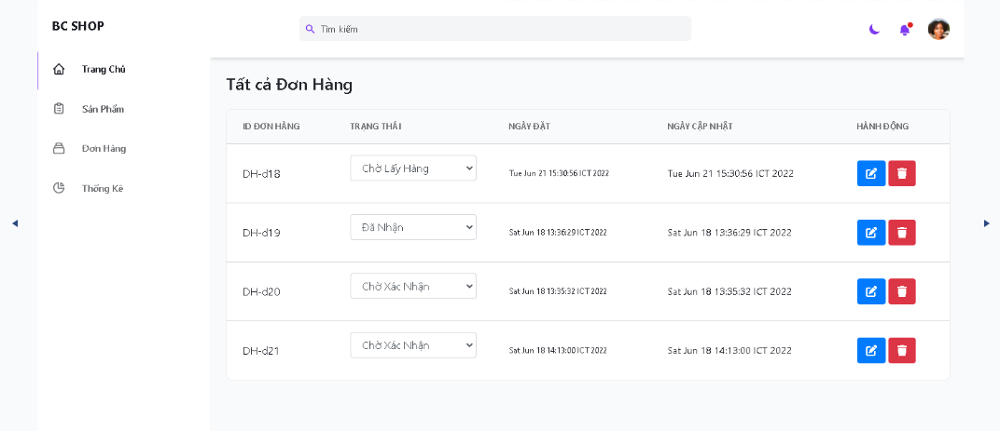 BC SHOP
Tìm kiếm
Trang Chủ
Sản Phẩm
Đơn Hàng
Thống Kê
Tất cả Đơn Hàng
ID ĐƠN HÀNG TRẠNG THÁI NGÀY ĐẶT NGÀY CẬP NHẬT HÀNH ĐỘNG
DH-d18 Chờ Lấy Hàng Tue Jun 21 15:30:56 ICT 2022 Tue Jun 21 15:30:56 ICT 2022
DH-d19 Đã Nhận Sat Jun 18 13:36:29 ICT 2022 Sat Jun 18 13:36:29 ICT 2022
DH-d20 Chờ Xác Nhận Sat Jun 18 13:35:32 ICT 2022 Sat Jun 18 13:35:32 ICT 2022
DH-d21 Chờ Xác Nhận Sat Jun 18 14:13:00 ICT 2022 Sat Jun 18 14:13:00 ICT 2022